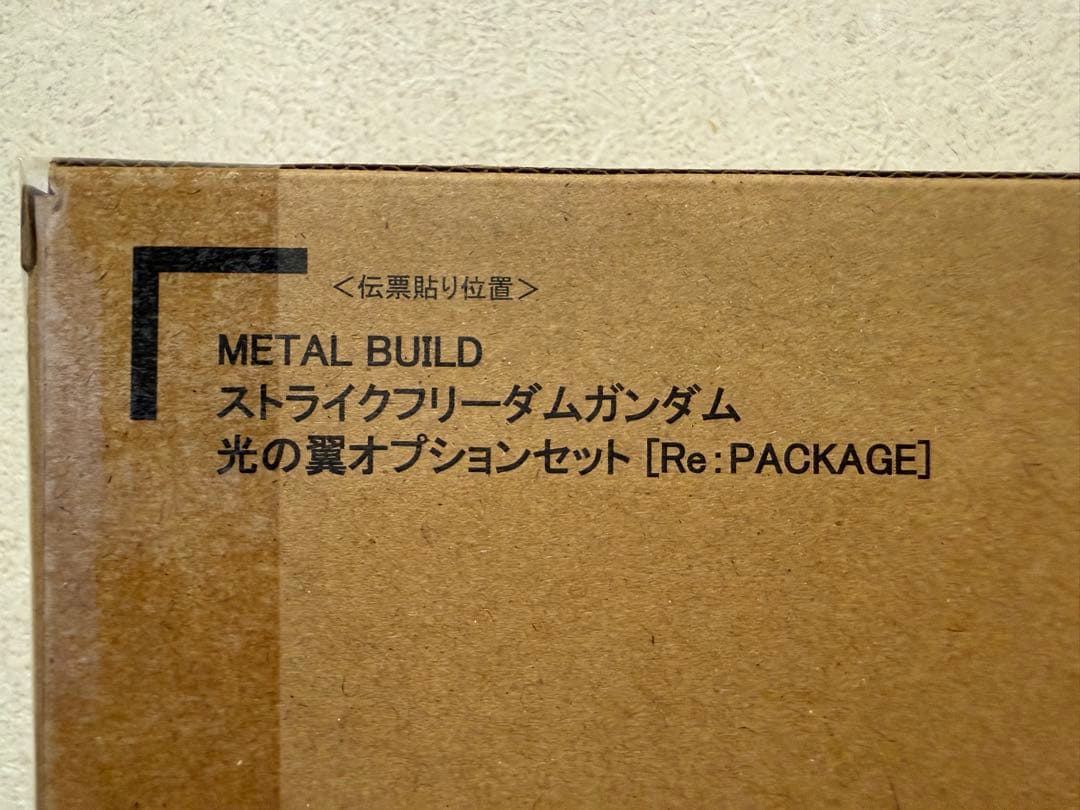 ＜伝票貼り位置＞
METAL BUILD
ストライクフリーダムガンダム
光の翼オプションセット [Re:PACKAGE]